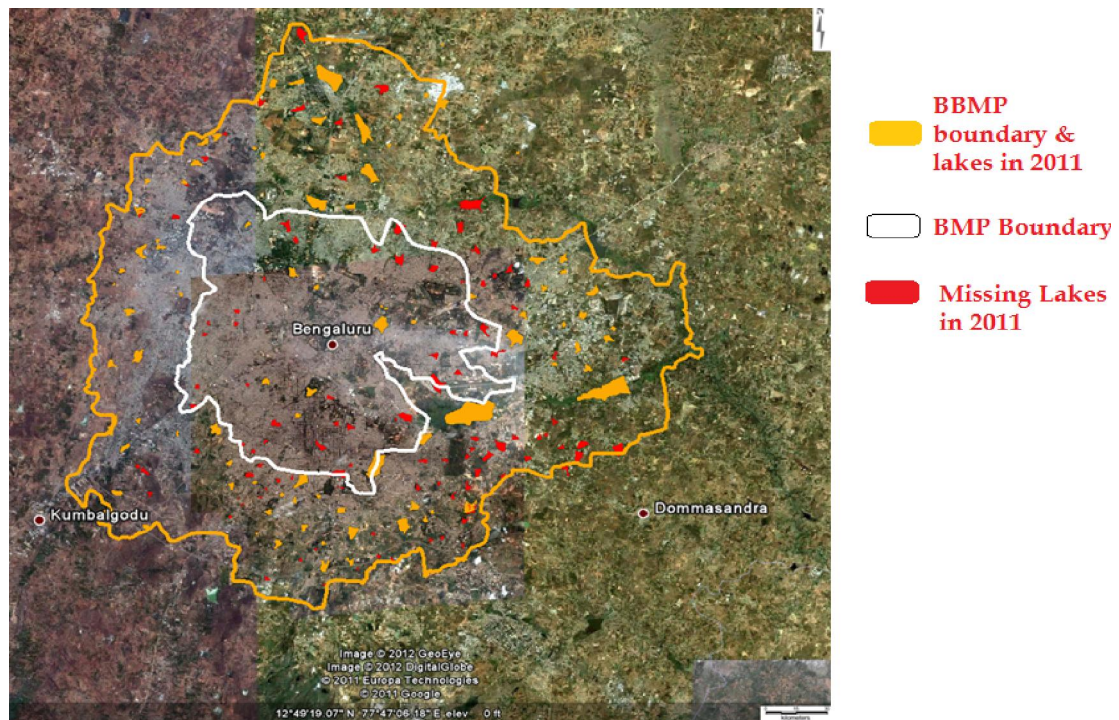 BBMP
boundary &
lakes in 2011
BMP Boundary
Missing Lakes
in 2011
Bengaluru
Kumbalgodu
Dommasandra
Image © 2012 GeoEye
Image © 2012 DigitalGlobe
© 2011 Europa Technologies
© 2011 Google
12°49'19.07" N 77°47'06.18" E elev 0 ft
kilometers